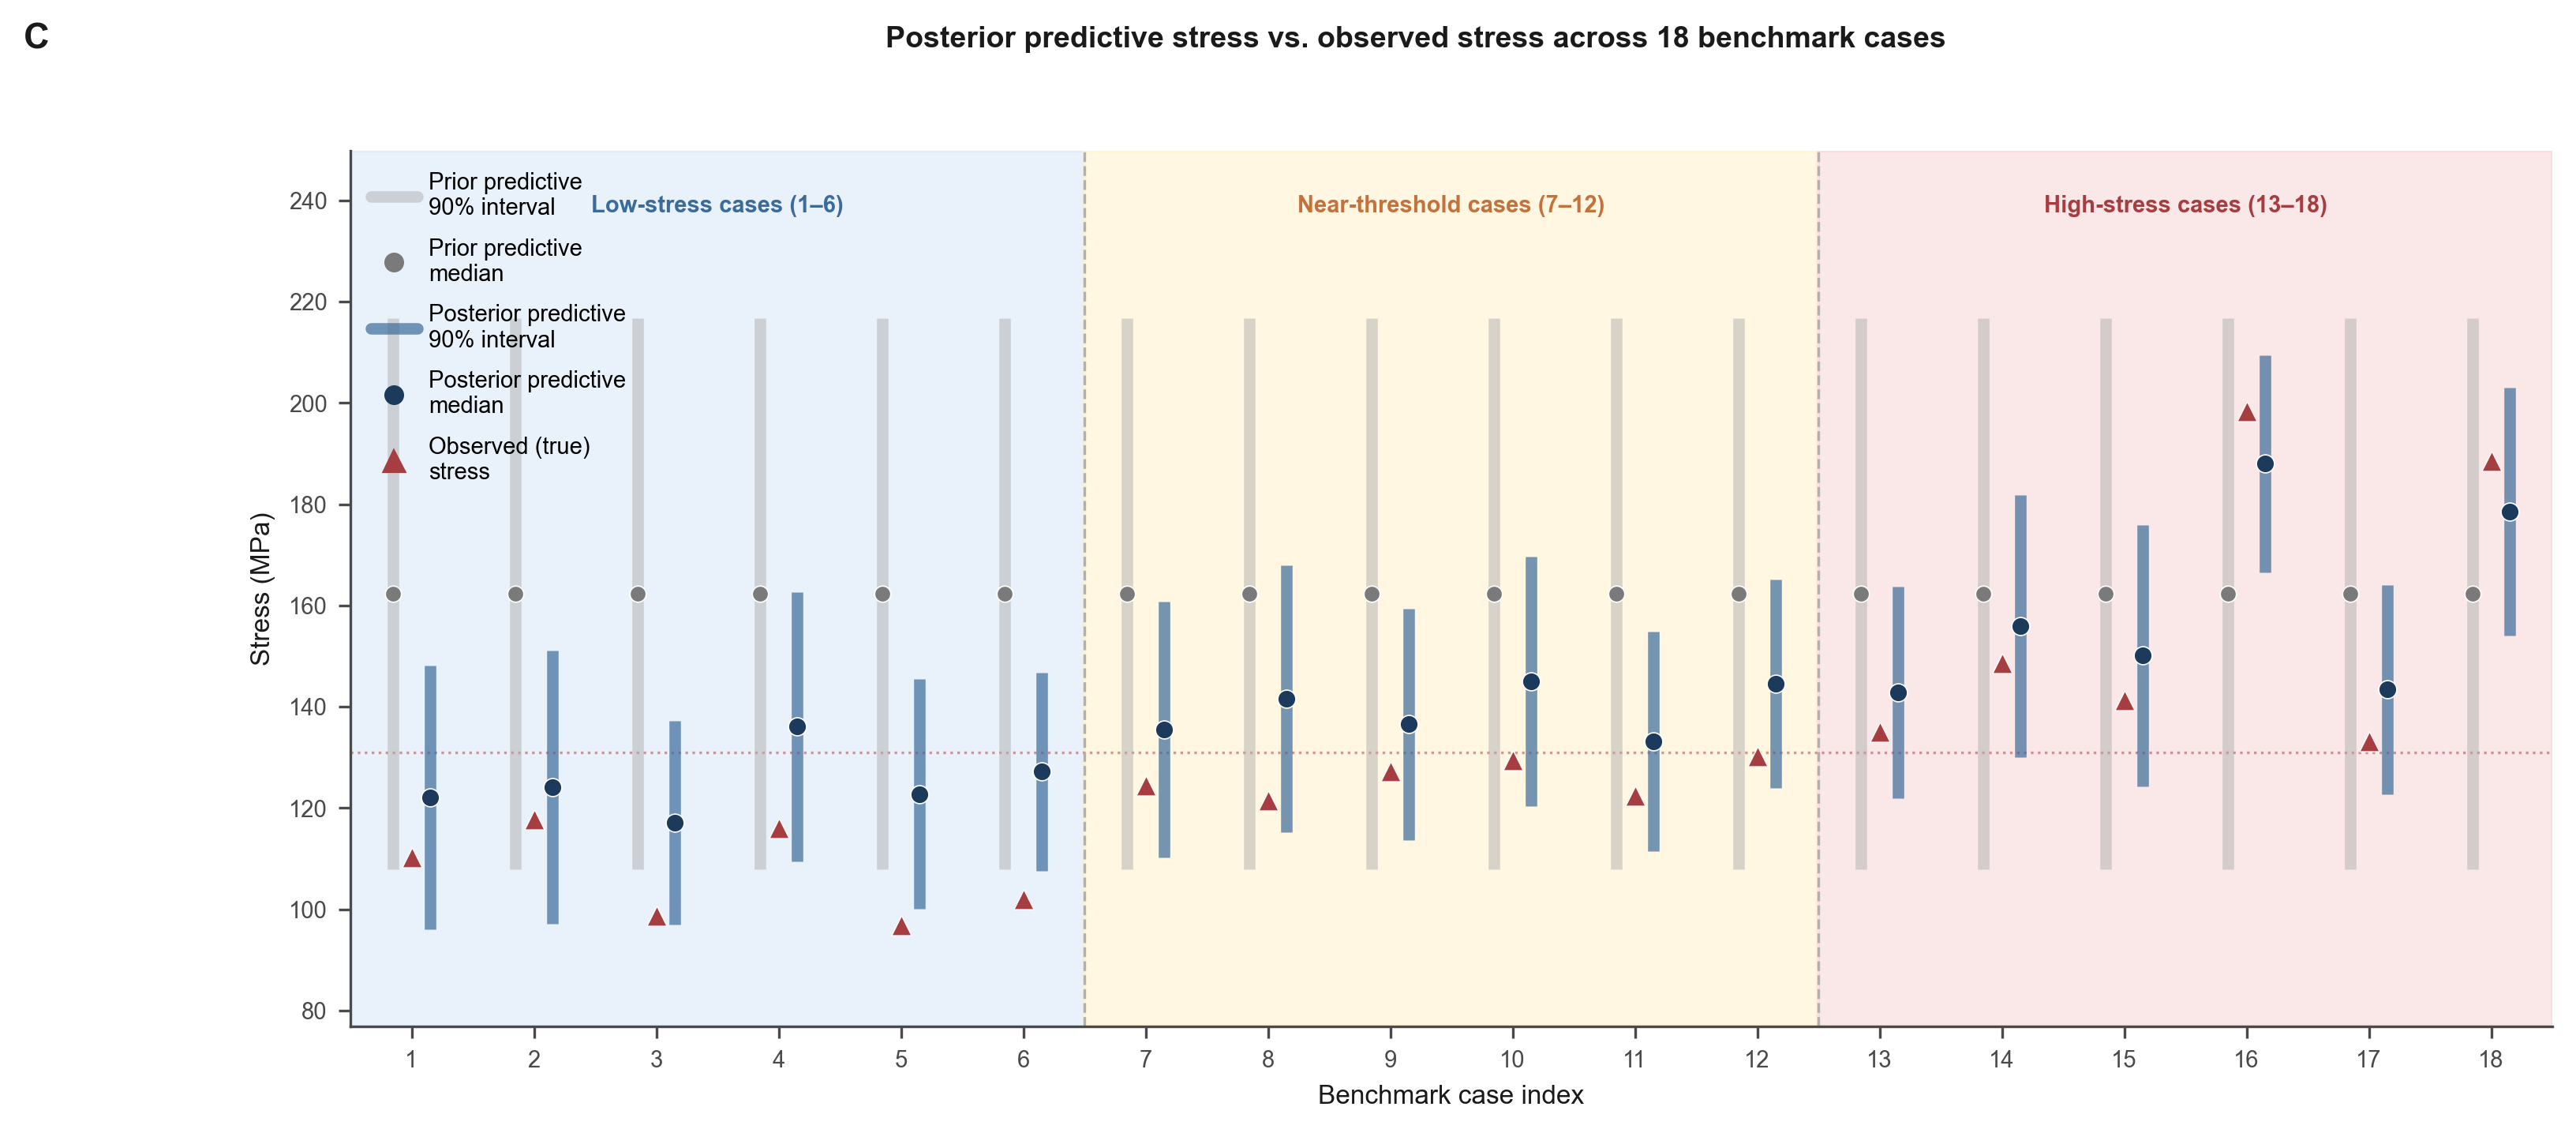 C
Posterior predictive stress vs. observed stress across 18 benchmark cases
Prior predictive
90% interval
Prior predictive
median
Posterior predictive
90% interval
Posterior predictive
median
Observed (true)
stress
Low-stress cases (1–6)
Near-threshold cases (7–12)
High-stress cases (13–18)
Stress (MPa)
240
220
200
180
160
140
120
100
80
1 2 3 4 5 6 7 8 9 10 11 12 13 14 15 16 17 18
Benchmark case index